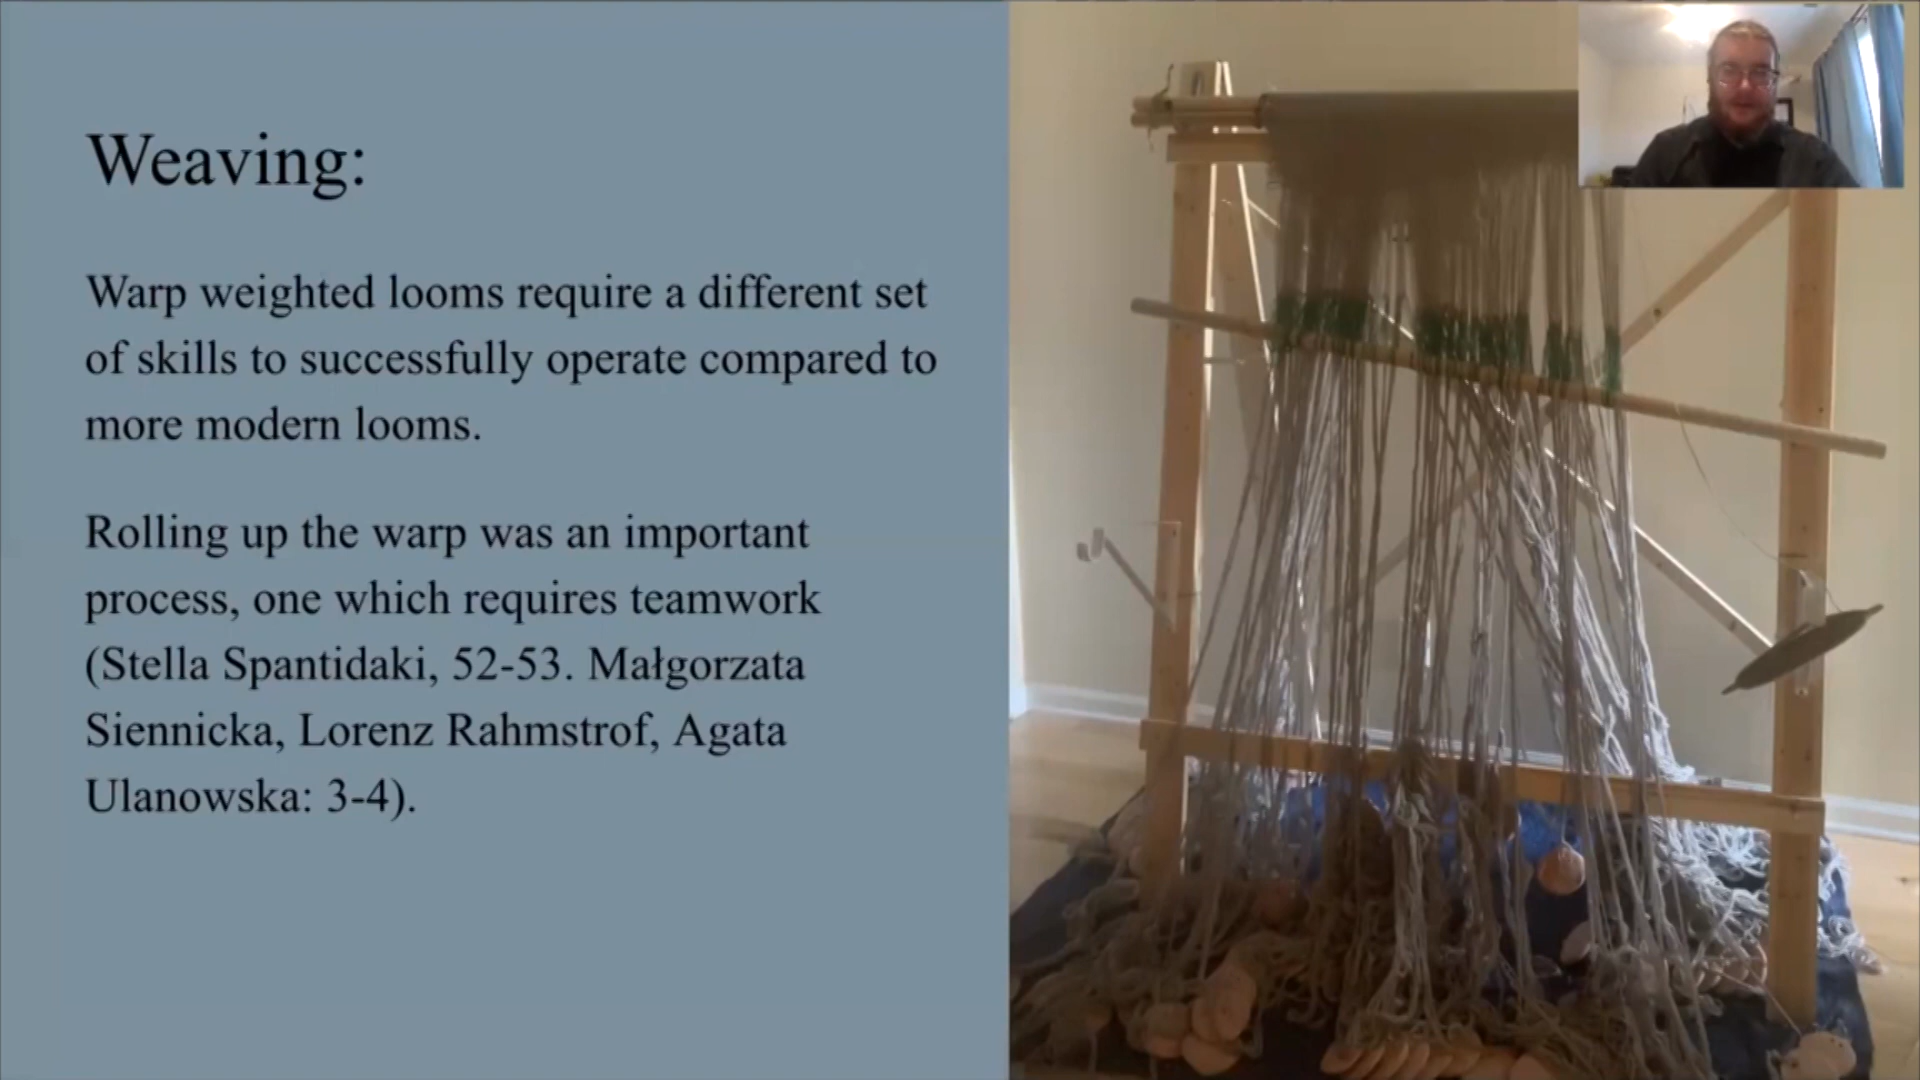 Weaving:
Warp weighted looms require a different set
of skills to successfully operate compared to
more modern looms.
Rolling up the warp was an important
process, one which requires teamwork
(Stella Spantidaki, 52-53. Małgorzata
Siennicka, Lorenz Rahmstrof, Agata
Ulanowska: 3-4).